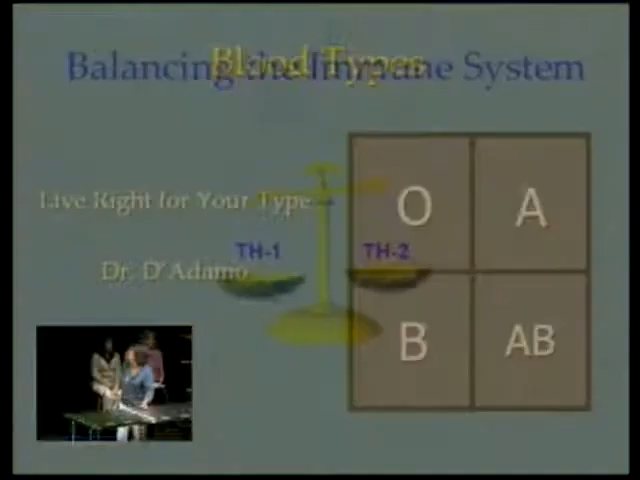 Blood Types
Balancing the Immune System
Live Right for Your Type
Dr. D'Adamo
TH-1
TH-2
O
A
B
AB